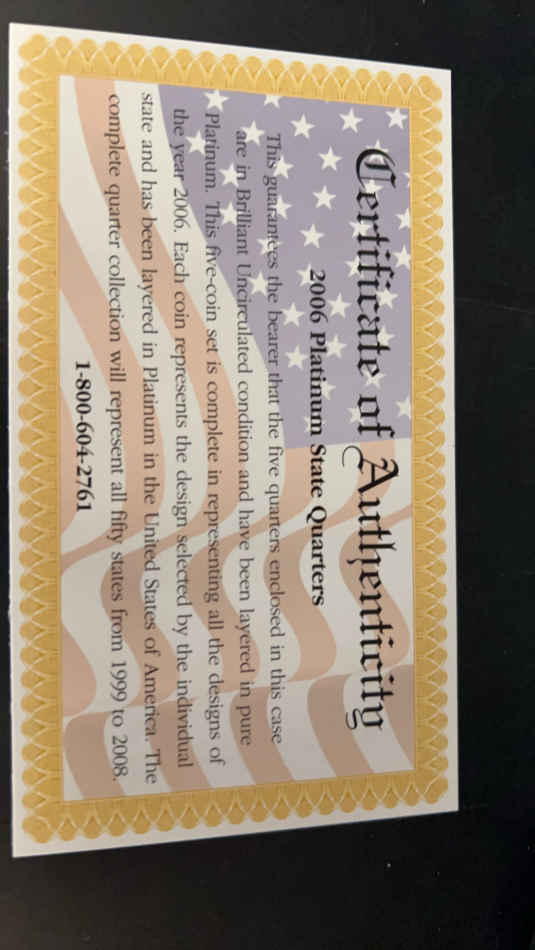 Certificate of Authenticity
2006 Platinum State Quarters
This guarantees the bearer that the five quarters enclosed in this case
are in Brilliant Uncirculated condition and have been layered in pure
Platinum. This five-coin set is complete in representing all the designs of
the year 2006. Each coin represents the design selected by the individual
state and has been layered in Platinum in the United States of America. The
complete quarter collection will represent all fifty states from 1999 to 2008.
1-800-604-2761